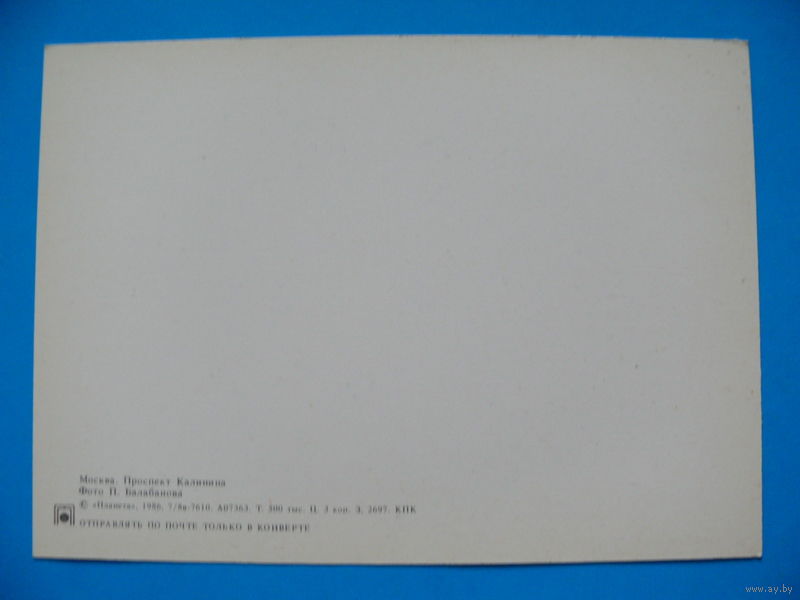 Москва. Проспект Калинина
Фото П. Балабанова
© «Планета», 1986, 7/8в-7610. А07363. Т. 300 тыс. Ц. 3 коп. З. 2697. КПК
ОТПРАВЛЯТЬ ПО ПОЧТЕ ТОЛЬКО В КОНВЕРТЕ
www.ay.by